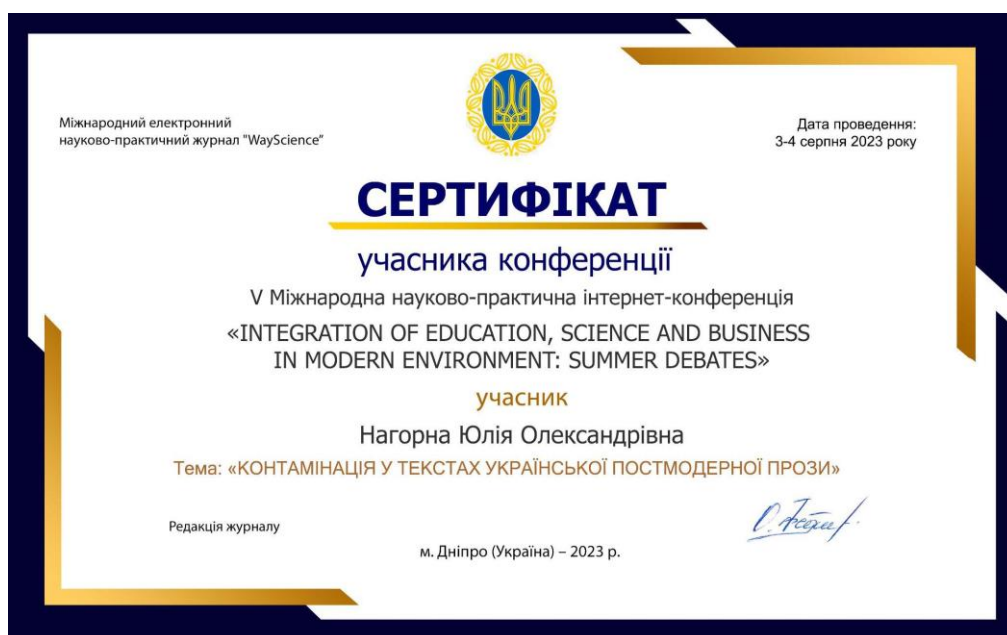 Міжнародний електронний
науково-практичний журнал "WayScience"
Дата проведення:
3-4 серпня 2023 року
СЕРТИФІКАТ
учасника конференції
V Міжнародна науково-практична інтернет-конференція
«INTEGRATION OF EDUCATION, SCIENCE AND BUSINESS
IN MODERN ENVIRONMENT: SUMMER DEBATES»
учасник
Нагорна Юлія Олександрівна
Тема: «КОНТАМІНАЦІЯ У ТЕКСТАХ УКРАЇНСЬКОЇ ПОСТМОДЕРНОЇ ПРОЗИ»
Редакція журналу
м. Дніпро (Україна) – 2023 р.